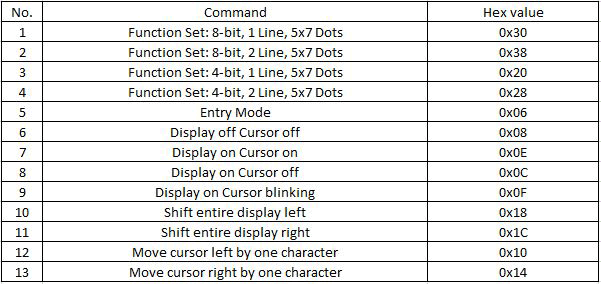 No. Command Hex value
1 Function Set: 8-bit, 1 Line, 5x7 Dots 0x30
2 Function Set: 8-bit, 2 Line, 5x7 Dots 0x38
3 Function Set: 4-bit, 1 Line, 5x7 Dots 0x20
4 Function Set: 4-bit, 2 Line, 5x7 Dots 0x28
5 Entry Mode 0x06
6 Display off Cursor off 0x08
7 Display on Cursor on 0x0E
8 Display on Cursor off 0x0C
9 Display on Cursor blinking 0x0F
10 Shift entire display left 0x18
11 Shift entire display right 0x1C
12 Move cursor left by one character 0x10
13 Move cursor right by one character 0x14